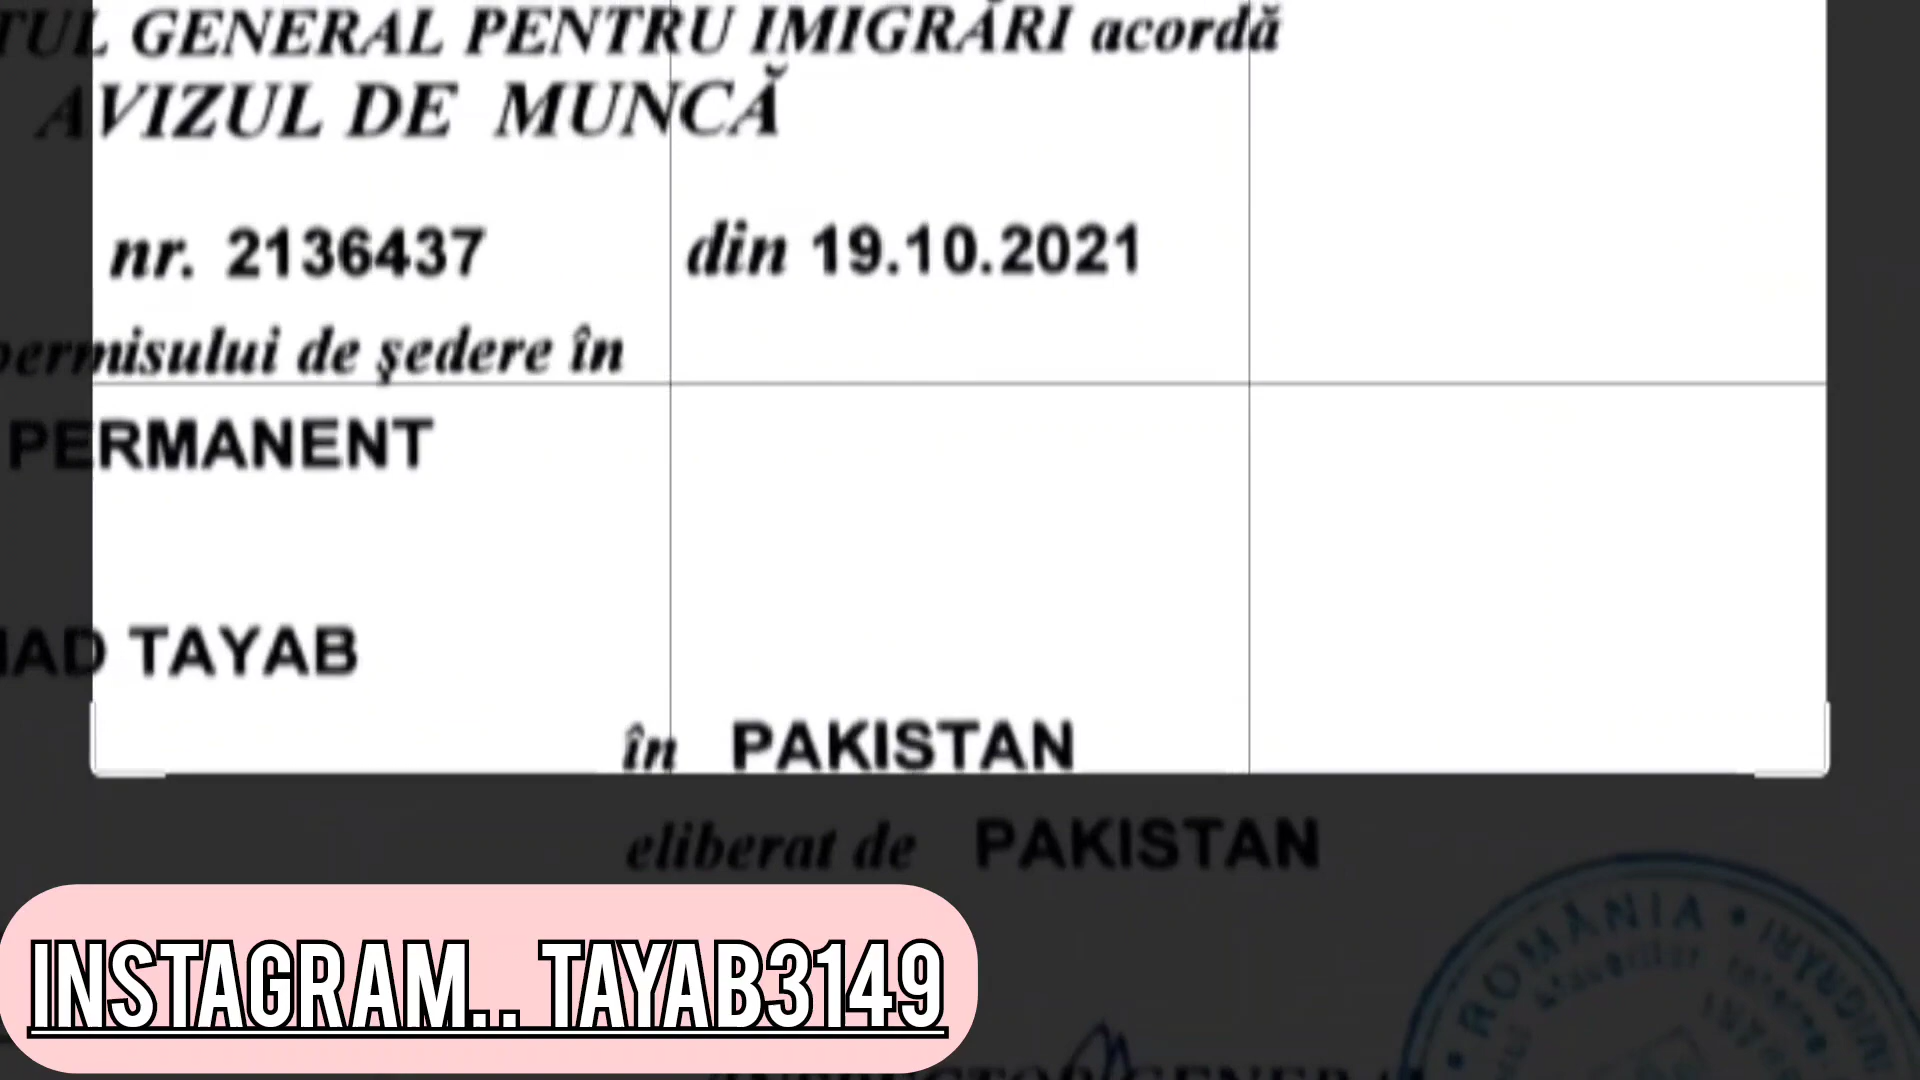 TUL GENERAL PENTRU IMIGRĂRI acordă
AVIZUL DE MUNCĂ
nr. 2136437 din 19.10.2021
permisului de şedere în
PERMANENT
TAYAB
în PAKISTAN
eliberat de PAKISTAN
ROMÂNIA
INSTAGRAM.. TAYAB3149